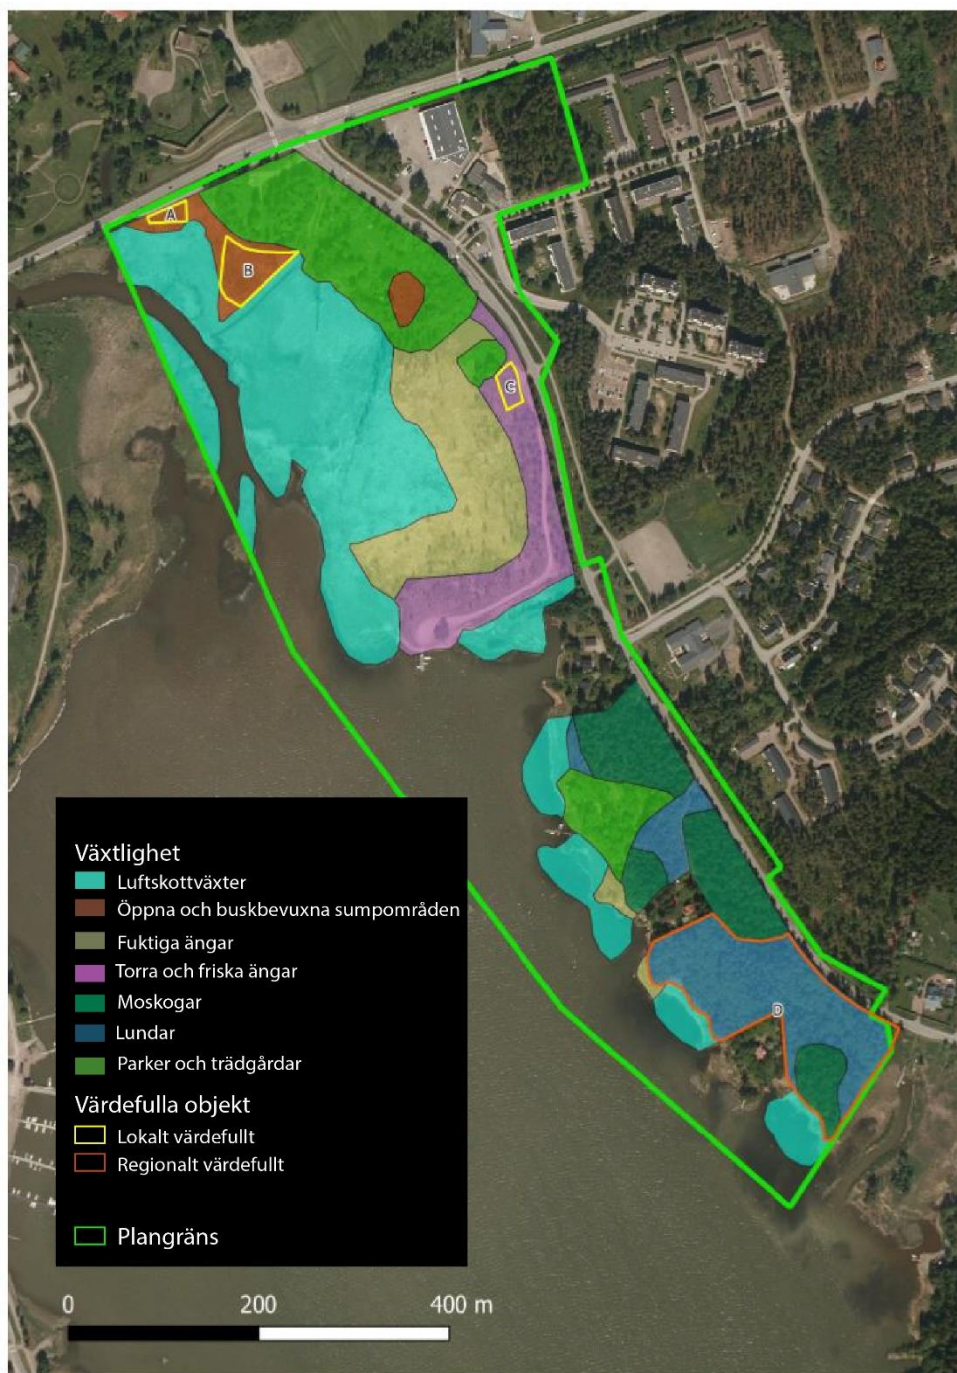 A
B
C
D
Växtlighet
Luftskottväxter
Öppna och buskbevuxna sumpområden
Fuktiga ängar
Torra och friska ängar
Moskogar
Lundar
Parker och trädgårdar
Värdefulla objekt
Lokalt värdefullt
Regionalt värdefullt
Plangräns
0 200 400 m